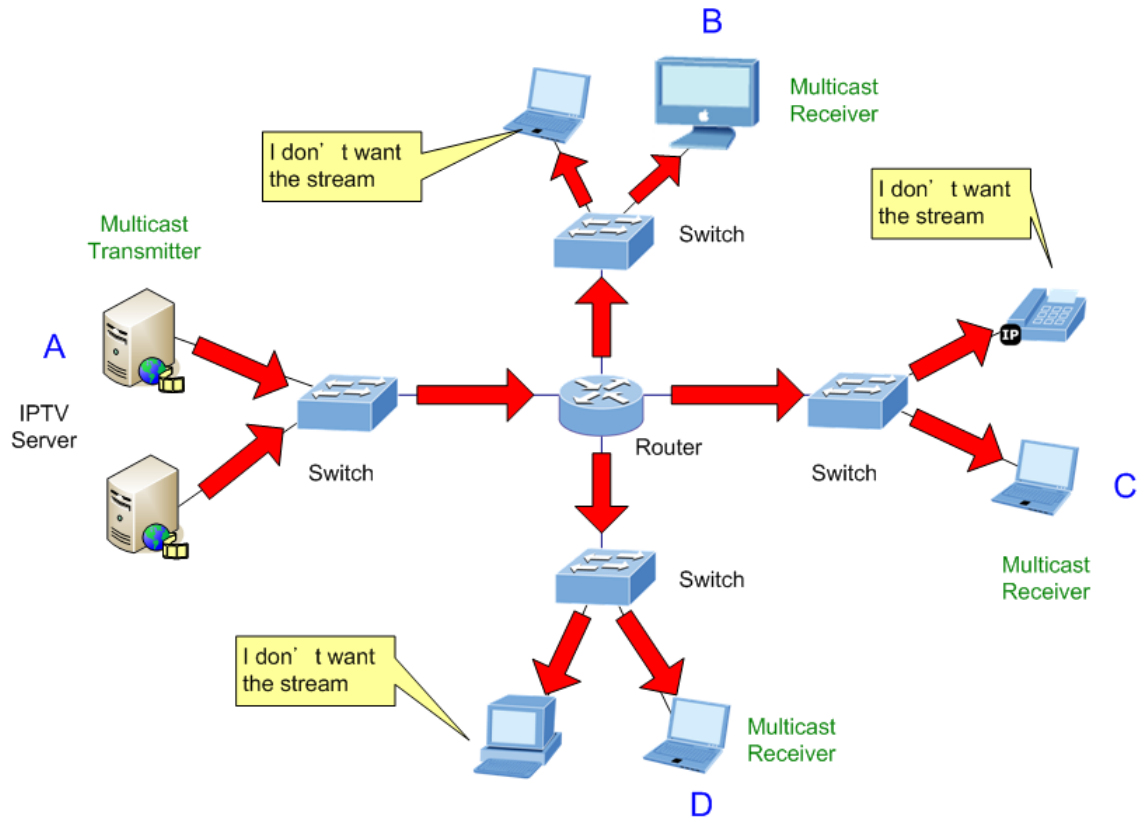 B
Multicast
Receiver
I don’t want
the stream
I don’t want
the stream
Switch
Multicast
Transmitter
A
IP
IPTV
Server
Switch
Router
Switch
C
Multicast
Receiver
Switch
I don’t want
the stream
Multicast
Receiver
D